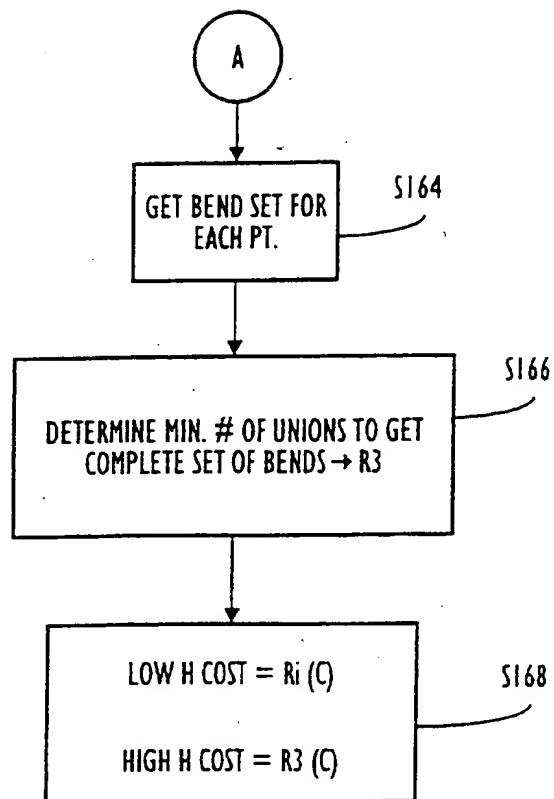 A
GET BEND SET FOR
EACH PT.
S164
DETERMINE MIN. # OF UNIONS TO GET
COMPLETE SET OF BENDS → R3
S166
LOW H COST = Ri (C)
HIGH H COST = R3 (C)
S168